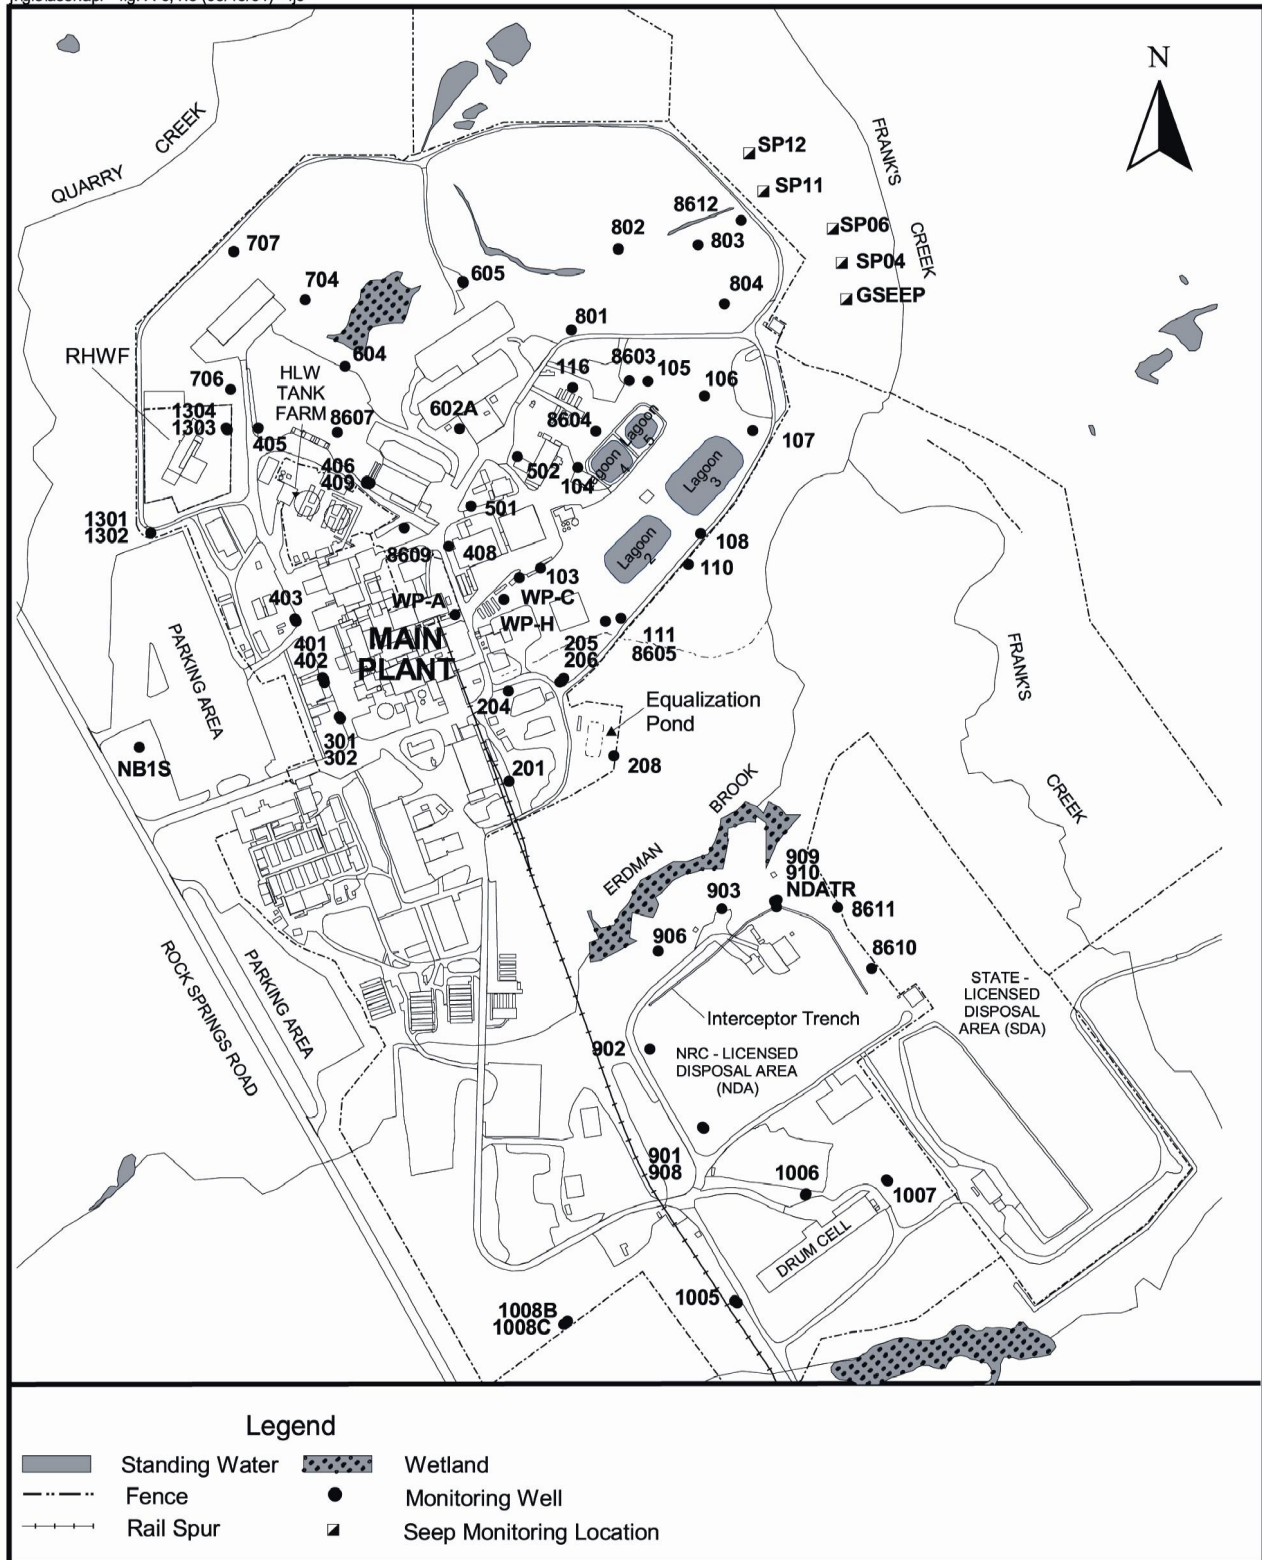 N
QUARRY
CREEK
FRANK'S
CREEK
SP12
SP11
SP06
SP04
GSEEP
8612
802
803
707
704
605
804
801
RHWF
604
HLW
TANK
FARM
706
1304
1303
405
8607
602A
116
8603
105
106
8604
107
Lagoon
5
Lagoon
4
Lagoon
3
406
409
502
104
501
1301
1302
8609
408
Lagoon
2
108
110
103
WP-C
WP-A
WP-H
403
MAIN
PLANT
401
402
205
206
111
8605
PARKING AREA
204
Equalization
Pond
FRANK'S
CREEK
301
302
NB1S
201
208
ERDMAN
BROOK
909
910
NDATR
903
8611
906
8610
ROCK SPRINGS ROAD
PARKING AREA
STATE -
LICENSED
DISPOSAL
AREA (SDA)
Interceptor Trench
902
NRC - LICENSED
DISPOSAL AREA
(NDA)
901
908
1006
1007
DRUM CELL
1005
1008B
1008C
Legend
Standing Water
Wetland
Fence
Monitoring Well
Rail Spur
Seep Monitoring Location